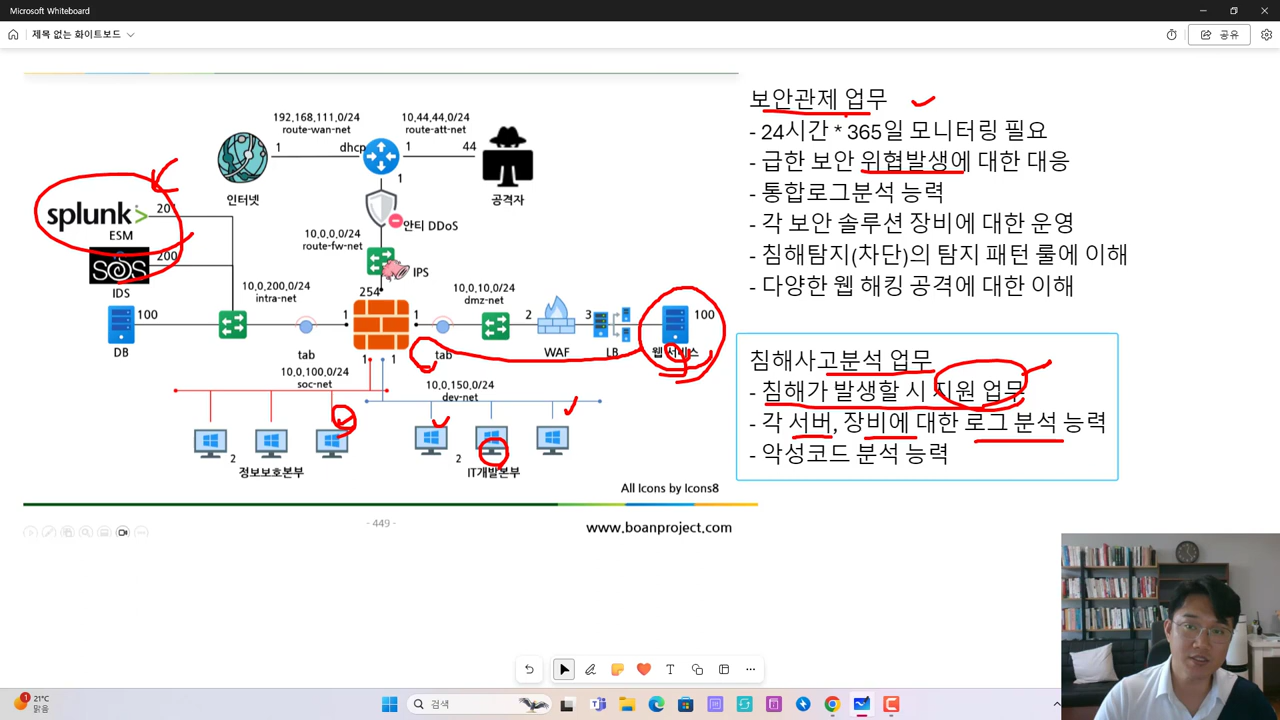 Microsoft Whiteboard
제목 없는 화이트보드
공유
192,168,111,0/24
route-wan-net
10,44,44,0/24
route-att-net
1
dhcp
1
44
인터넷
1
공격자
안티 DDoS
splunk>
20
ESM
10,0,0,0/24
route-fw-net
SOS
200
IDS
IPS
254
10,0,200,0/24
intra-net
10,0,10,0/24
dmz-net
100
DB
1
1
2
3
100
tab
tab
WAF
LB
웹 서비스
1
1
10,0,100,0/24
soc-net
10,0,150,0/24
dev-net
2
정보보호본부
2
IT개발본부
All Icons by Icons8
- 449 -
www.boanproject.com
보안관제 업무
- 24시간 * 365일 모니터링 필요
- 급한 보안 위협발생에 대한 대응
- 통합로그분석 능력
- 각 보안 솔루션 장비에 대한 운영
- 침해탐지(차단)의 탐지 패턴 룰에 이해
- 다양한 웹 해킹 공격에 대한 이해
침해사고분석 업무
- 침해가 발생할 시 지원 업무
- 각 서버, 장비에 대한 로그 분석 능력
- 악성코드 분석 능력
1
21°C
맑음
검색